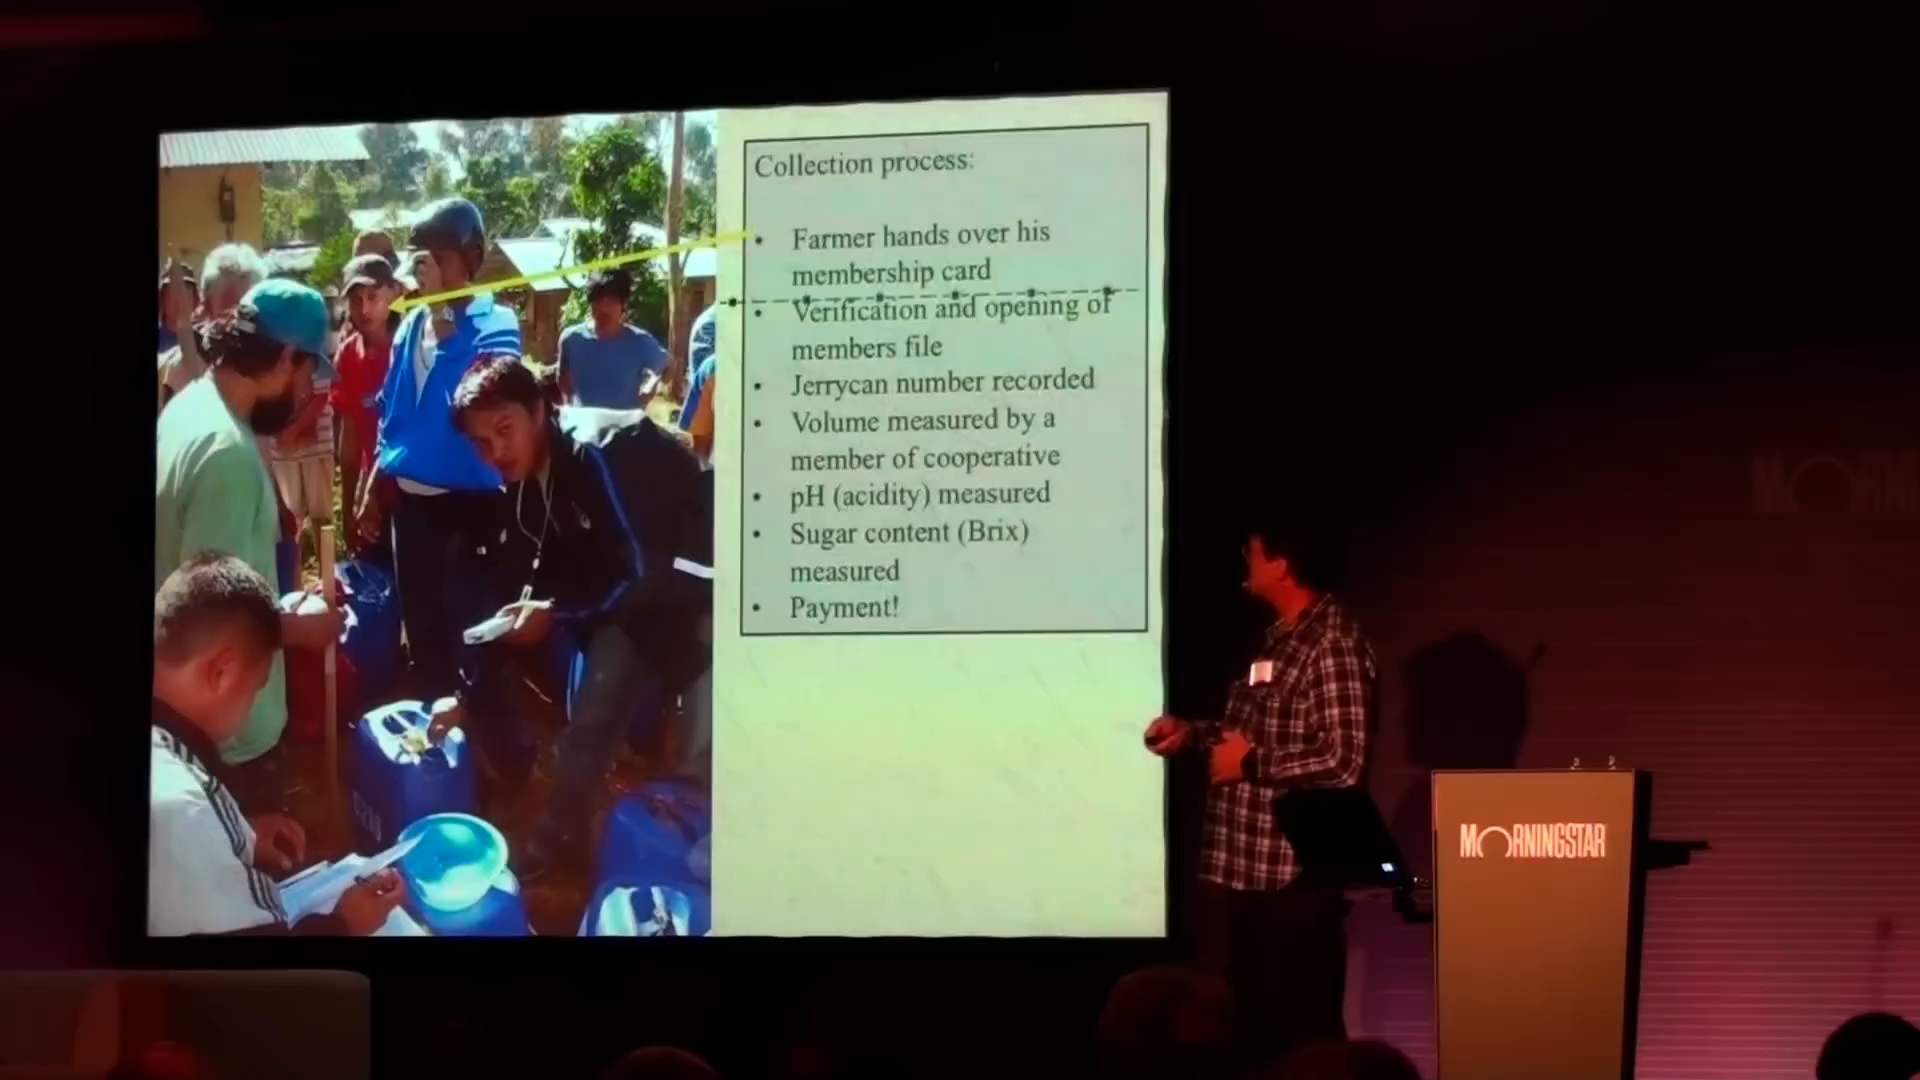 Collection process:
• Farmer hands over his
membership card
• Verification and opening of
members file
• Jerrycan number recorded
• Volume measured by a
member of cooperative
• pH (acidity) measured
• Sugar content (Brix)
measured
• Payment!
MORNINGSTAR